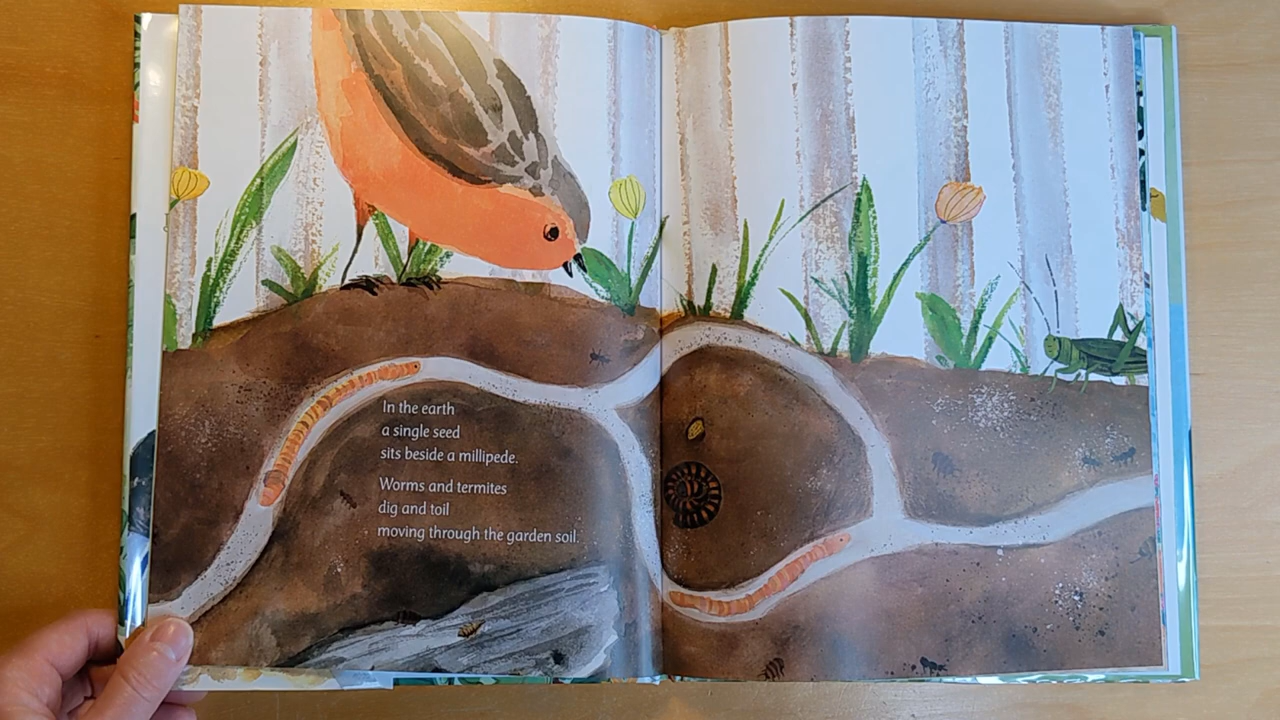 In the earth
a single seed
sits beside a millipede.
Worms and termites
dig and toil
moving through the garden soil.